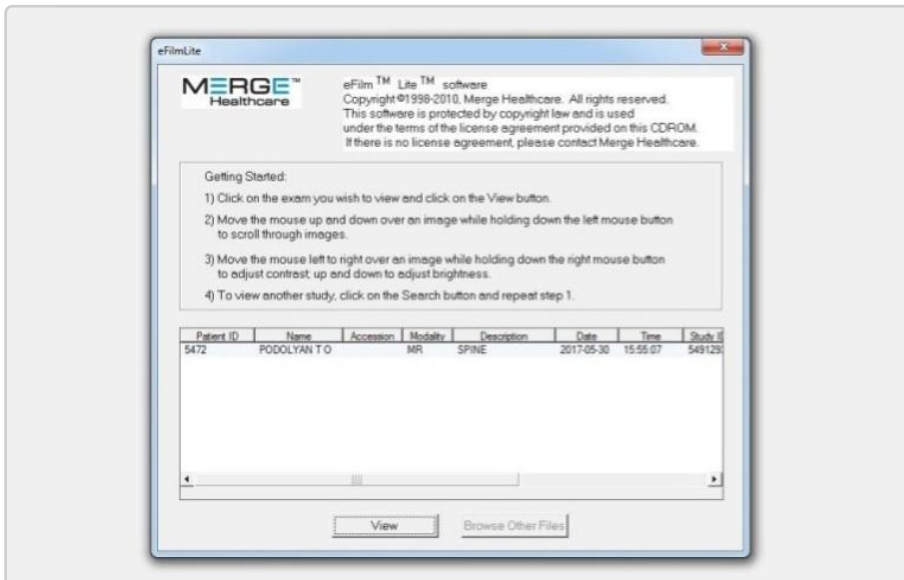 eFilmLite
MERGE™
Healthcare
eFilm™ Lite™ software
Copyright©1998-2010, Merge Healthcare. All rights reserved.
This software is protected by copyright law and is used
under the terms of the license agreement provided on this CDROM.
If there is no license agreement, please contact Merge Healthcare.
Getting Started:
1) Click on the exam you wish to view and click on the View button.
2) Move the mouse up and down over an image while holding down the left mouse button
to scroll through images.
3) Move the mouse left to right over an image while holding down the right mouse button
to adjust contrast, up and down to adjust brightness.
4) To view another study, click on the Search button and repeat step 1.
Patient ID Name Accession Modality Description Date Time Study
5472 PODOLYAN T O MR SPINE 2017-05-30 15:55:07
View Browse Other Files